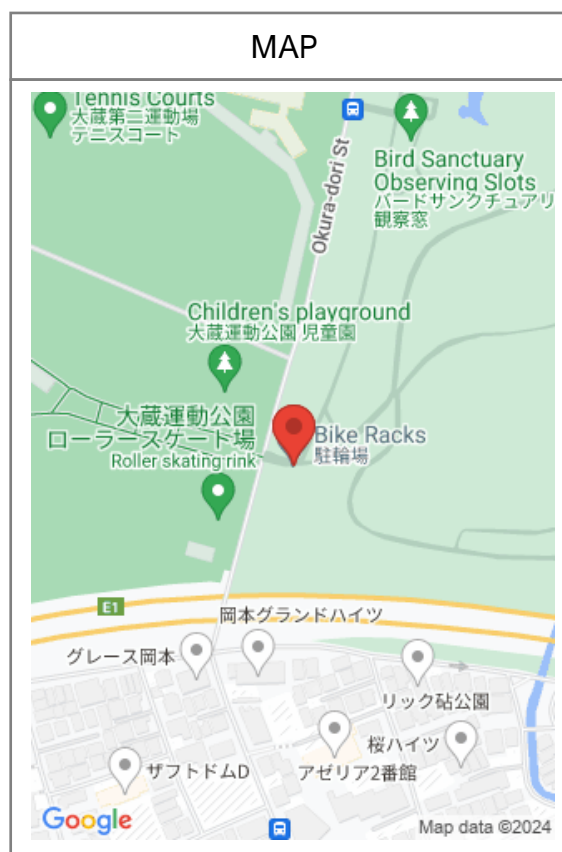 MAP
Tennis Courts
大蔵第二運動場
テニスコート
Okura-dori St
Bird Sanctuary
Observing Slots
バードサンクチュアリ
観察窓
Children's playground
大蔵運動公園 児童園
大蔵運動公園
ローラースケート場
Roller skating rink
Bike Racks
駐輪場
E1
岡本グランドハイツ
グレース岡本
リック砧公園
桜ハイツ
ザフトドムD
アゼリア2番館
Google
Map data ©2024